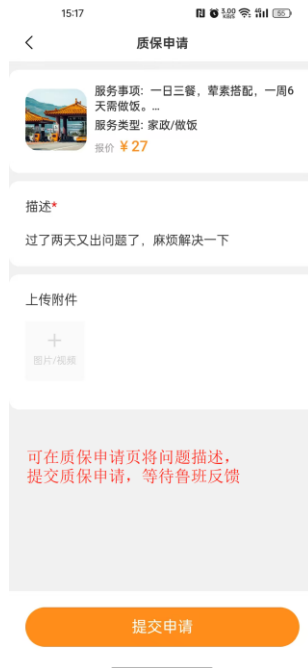 15:17
质保申请
服务事项: 一日三餐，荤素搭配，一周6
天需做饭。...
服务类型: 家政/做饭
报价 ¥27
描述*
过了两天又出问题了，麻烦解决一下
上传附件
图片/视频
可在质保申请页将问题描述，
提交质保申请，等待鲁班反馈
提交申请